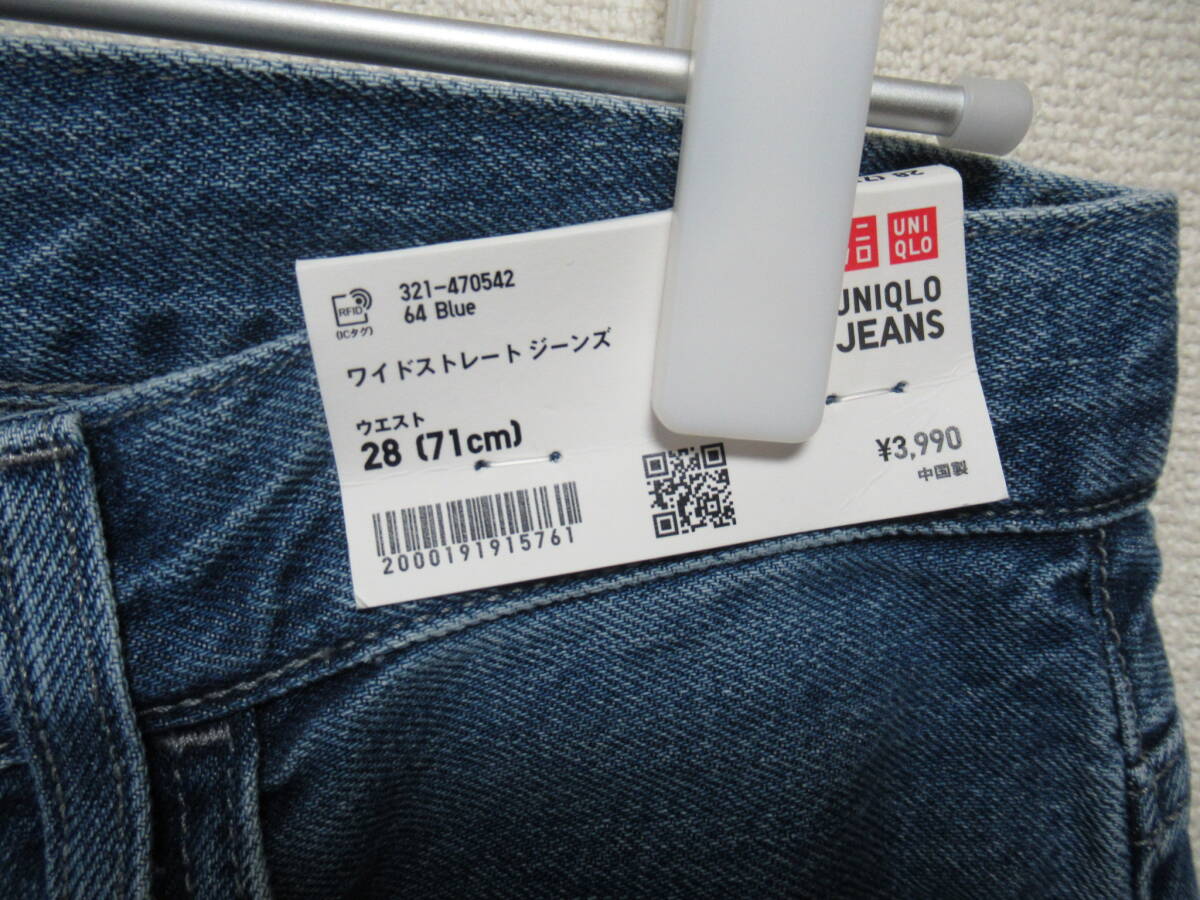 RFID
(ICタグ)
321-470542
64 Blue
ワイドストレート ジーンズ
ウエスト
28 (71cm)
2000191915761
28
UNI
QLO
UNIQLO
JEANS
¥3,990
中国製